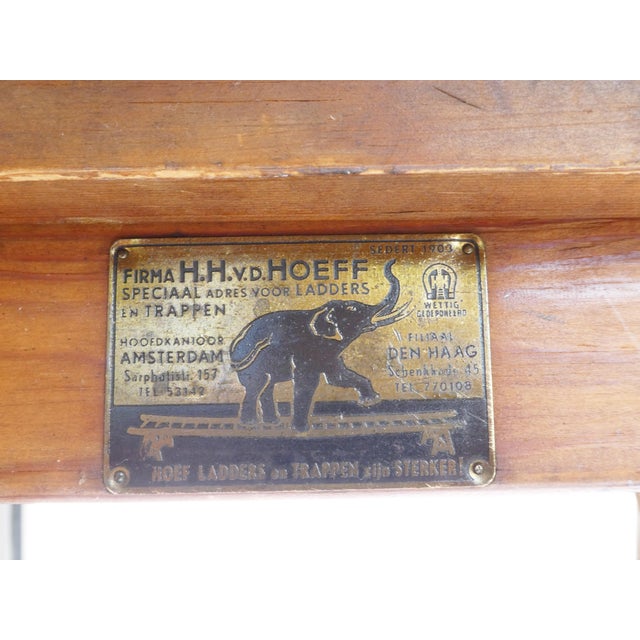 SEDERT 1903
FIRMA H.H.V.D. HOEFF
SPECIAAL ADRES VOOR LADDERS
EN TRAPPEN
WETTIG
GEDEPONEERD
HOOFDKANTOOR
AMSTERDAM
Sarphatistr. 157
TEL. 53342
FILIAAL
DEN HAAG
Schenkkade 45
TEL. 770108
HOEF LADDERS en TRAPPEN zijn STERKER!